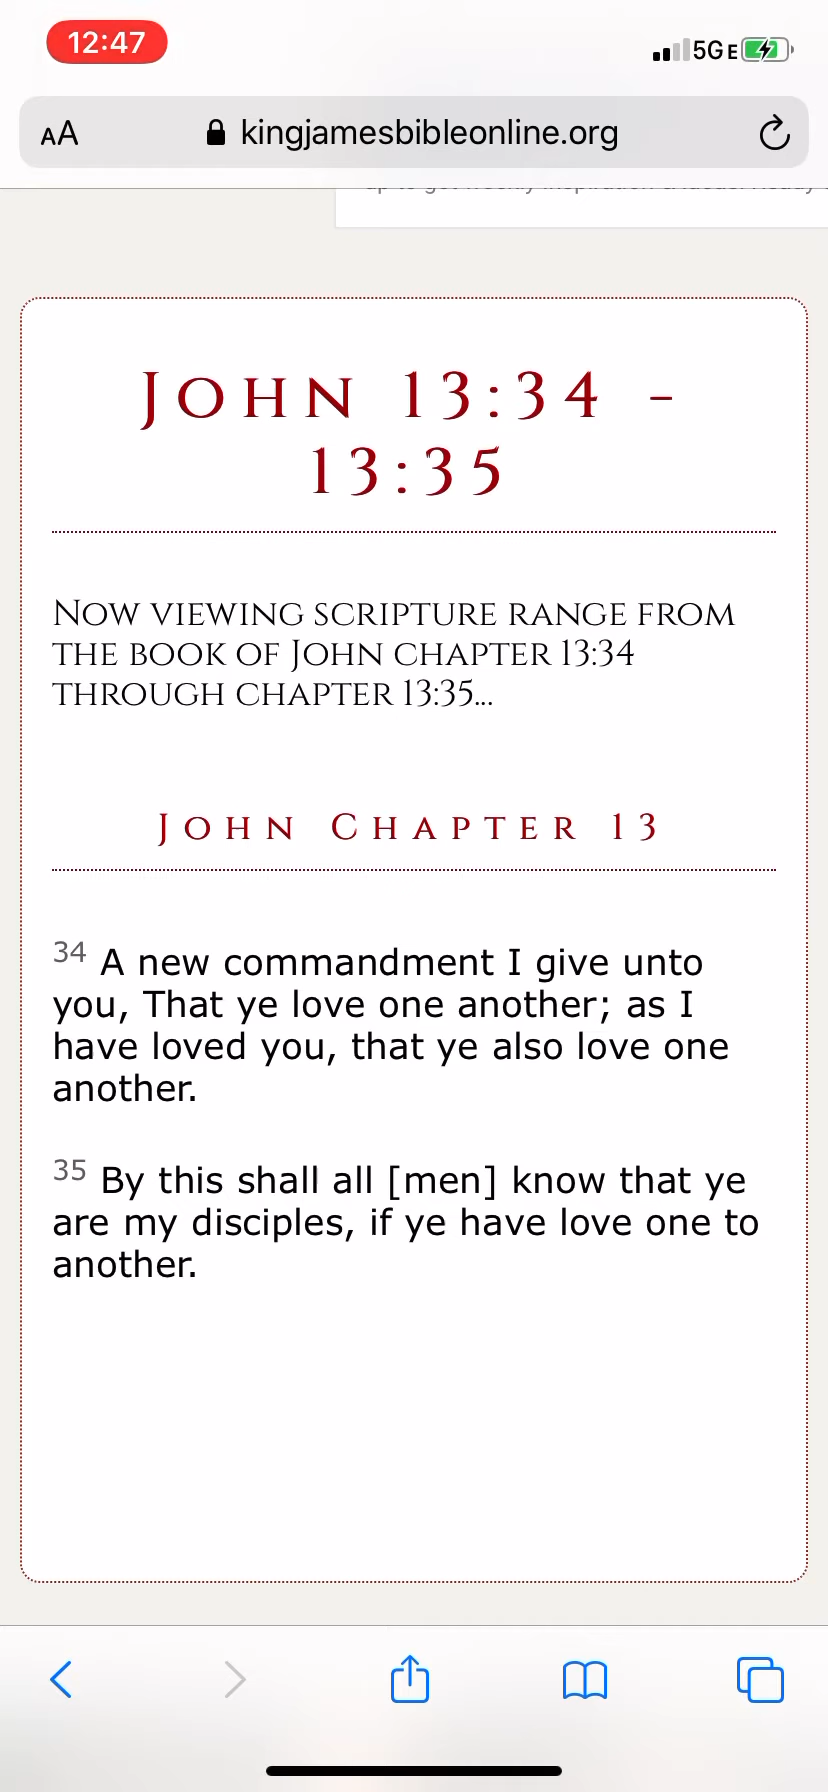 12:47
5GE
AA
kingjamesbibleonline.org
John 13:34 -
13:35
Now viewing scripture range from
the book of John chapter 13:34
through chapter 13:35...
John Chapter 13
34 A new commandment I give unto
you, That ye love one another; as I
have loved you, that ye also love one
another.
35 By this shall all [men] know that ye
are my disciples, if ye have love one to
another.